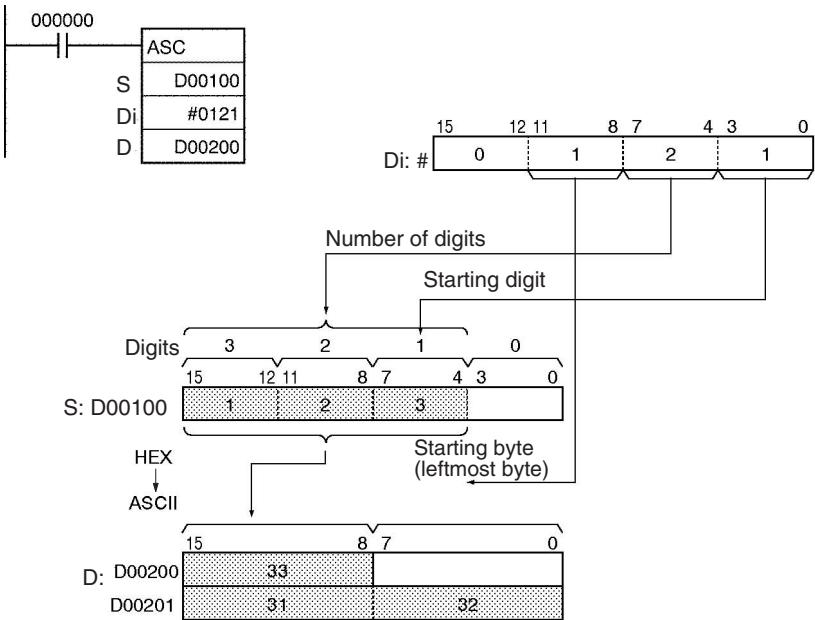 000000
ASC
S D00100
Di #0121
D D00200
15 12 11 8 7 4 3 0
Di: # 0 1 2 1
Number of digits
Starting digit
Digits 3 2 1 0
15 12 11 8 7 4 3 0
S: D00100 1 2 3
Starting byte
(leftmost byte)
HEX
ASCII
15 8 7 0
D: D00200 33
D00201 31 32